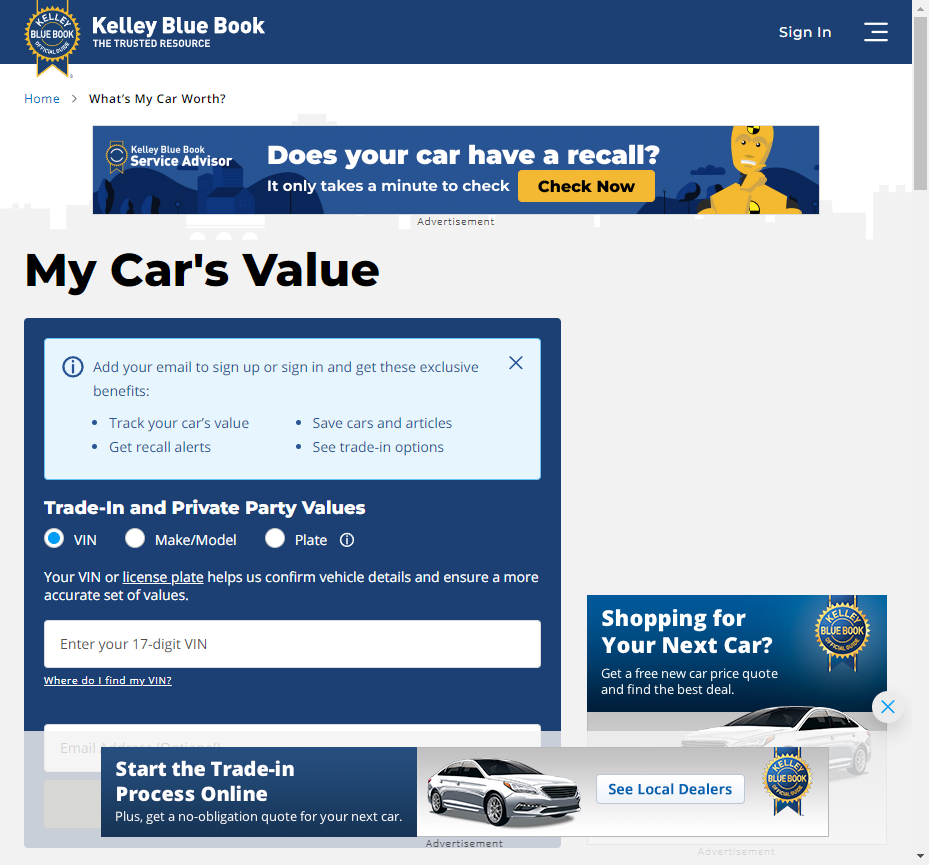 KELLEY
BLUE BOOK
OFFICIAL GUIDE
Kelley Blue Book
THE TRUSTED RESOURCE
Sign In
Home
What's My Car Worth?
Kelley Blue Book
Service Advisor
Does your car have a recall?
It only takes a minute to check
Check Now
Advertisement
My Car's Value
Add your email to sign up or sign in and get these exclusive
benefits:
• Track your car's value
• Save cars and articles
• Get recall alerts
• See trade-in options
Trade-In and Private Party Values
VIN
Make/Model
Plate
Your VIN or license plate helps us confirm vehicle details and ensure a more
accurate set of values.
Enter your 17-digit VIN
Where do I find my VIN?
Email Address (Optional)
Shopping for
Your Next Car?
Get a free new car price quote
and find the best deal.
KELLEY
BLUE BOOK
OFFICIAL GUIDE
Start the Trade-in
Process Online
Plus, get a no-obligation quote for your next car.
See Local Dealers
KELLEY
BLUE BOOK
OFFICIAL GUIDE
Advertisement
Advertisement